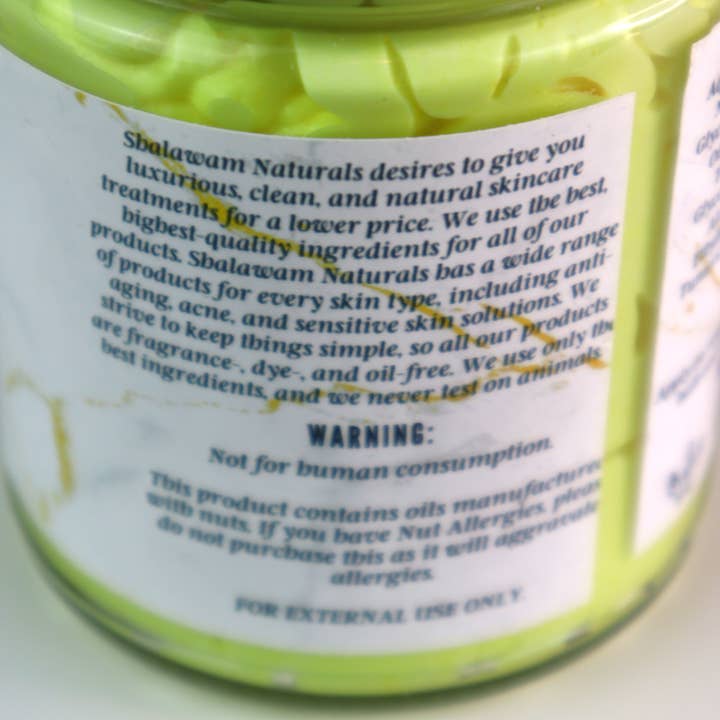 Sbalawam Naturals desires to give you
luxurious, clean, and natural skincare
treatments for a lower price. We use the best,
highest-quality ingredients for all of our
products. Sbalawam Naturals has a wide range
of products for every skin type, including anti-
aging, acne, and sensitive skin solutions. We
strive to keep things simple, so all our products
are fragrance-, dye-, and oil-free. We use only the
best ingredients, and we never test on animals.
WARNING:
Not for human consumption.
This product contains oils manufactured
with nuts. If you have Nut Allergies, please
do not purchase this as it will aggravate
allergies.
FOR EXTERNAL USE ONLY.